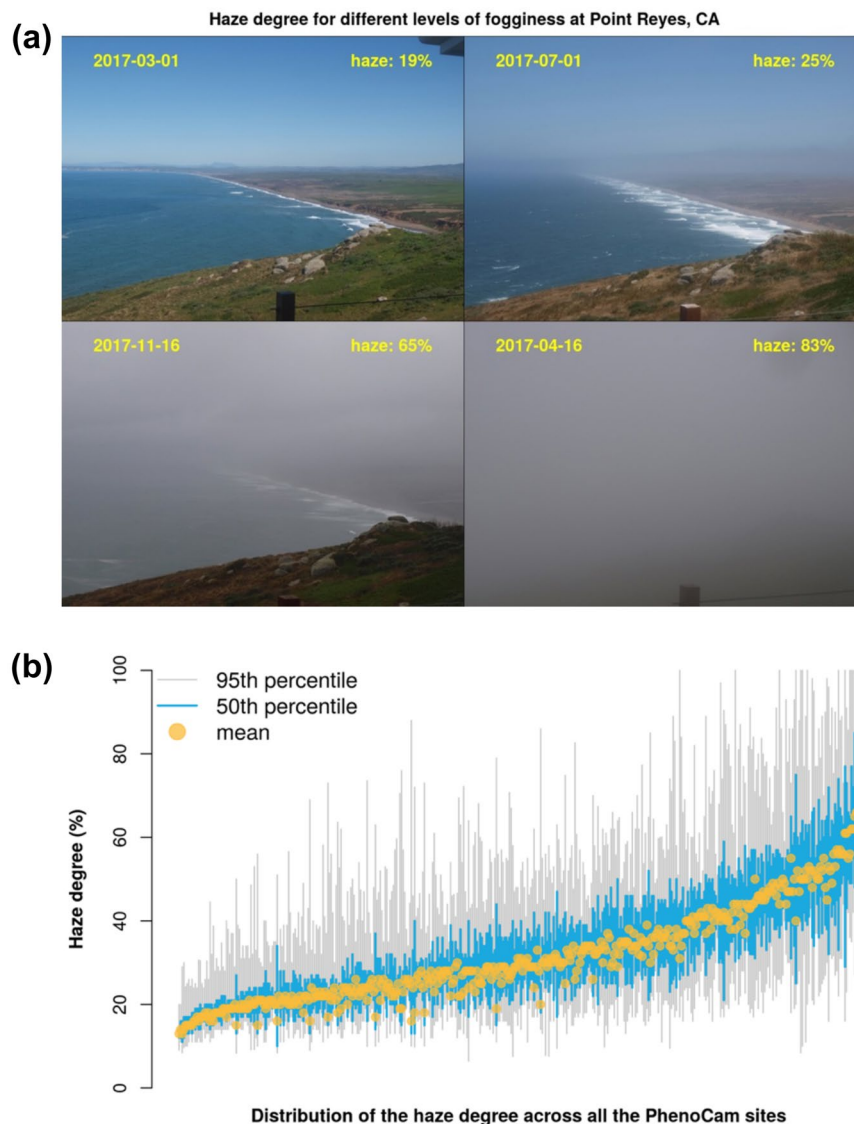 Haze degree for different levels of fogginess at Point Reyes, CA
(a)
2017-03-01 haze: 19%
2017-07-01 haze: 25%
2017-11-16 haze: 65%
2017-04-16 haze: 83%
(b)
95th percentile
50th percentile
mean
Haze degree (%)
100
80
60
40
20
0
Distribution of the haze degree across all the PhenoCam sites